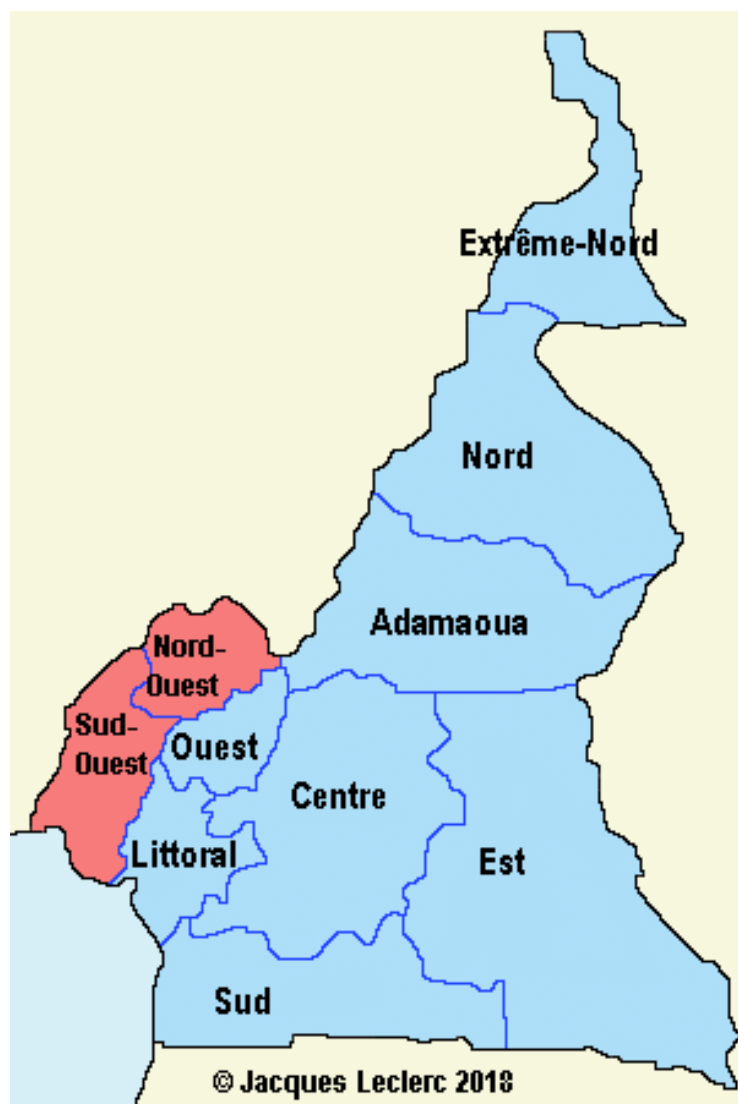 Extrême-Nord
Nord
Adamaoua
Nord-
Ouest
Sud-
Ouest
Ouest
Centre
Littoral
Est
Sud
© Jacques Leclerc 2018